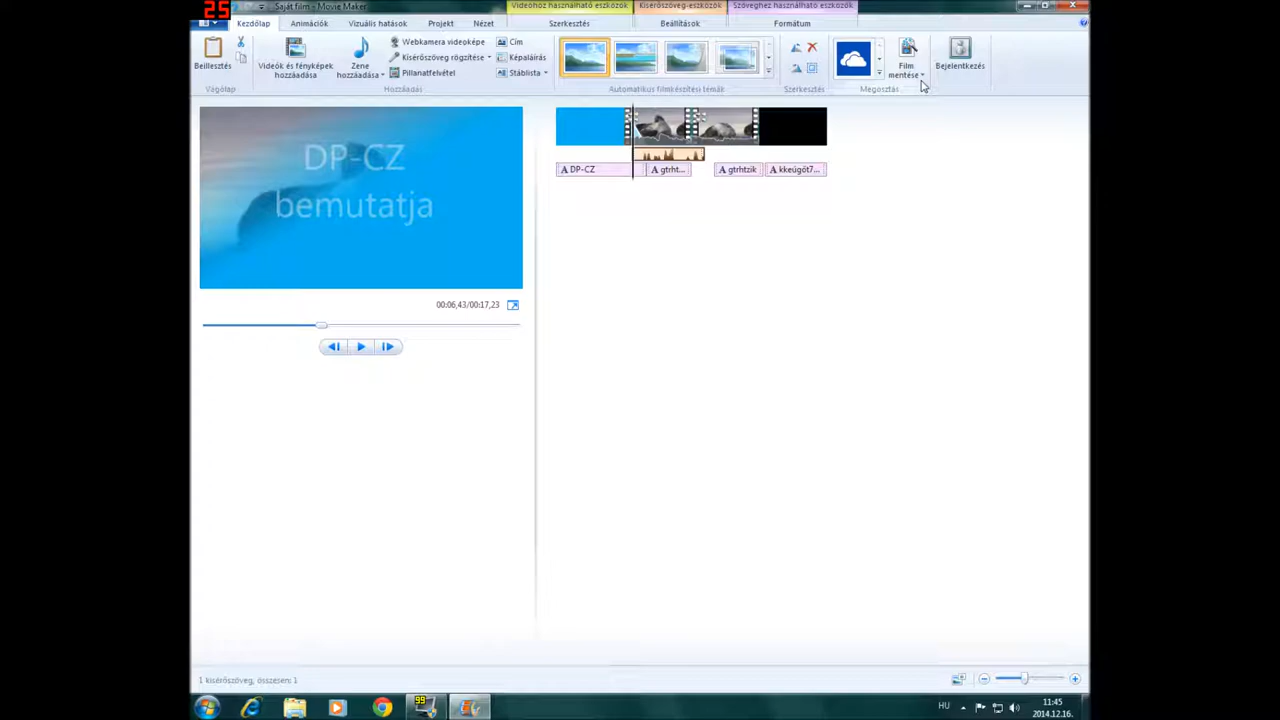 25
Saját film - Movie Maker
Videóhoz használható eszközök
Kísérőszöveg-eszközök
Szöveghez használható eszközök
Kezdőlap
Animációk
Vizuális hatások
Projekt
Nézet
Szerkesztés
Beállítások
Formátum
Beillesztés
Videók és fényképek
hozzáadása
Zene
hozzáadása
Webkamera videoképe
Kísérőszöveg rögzítése
Pillanatfelvétel
Cím
Képaláírás
Stáblista
Film
mentése
Bejelentkezés
Vágólap
Hozzáadás
Automatikus filmkészítési témák
Szerkesztés
Megosztás
DP-CZ
bemutatja
00:06,43/00:17,23
A DP-CZ
A gtrht...
A gtrhtzik
A kkeúgőt7...
1 kísérőszöveg, összesen: 1
99
HU
11:45
2014.12.16.